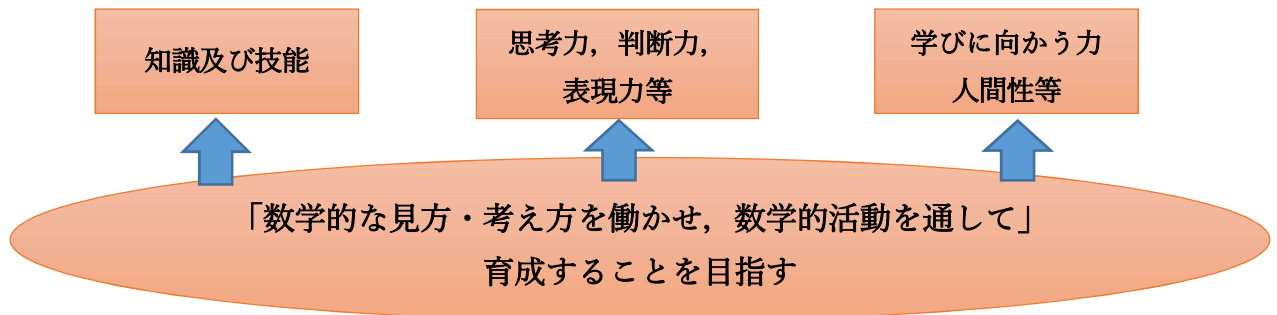 知識及び技能
思考力，判断力，
表現力等
学びに向かう力
人間性等
「数学的な見方・考え方を働かせ，数学的活動を通して」
育成することを目指す